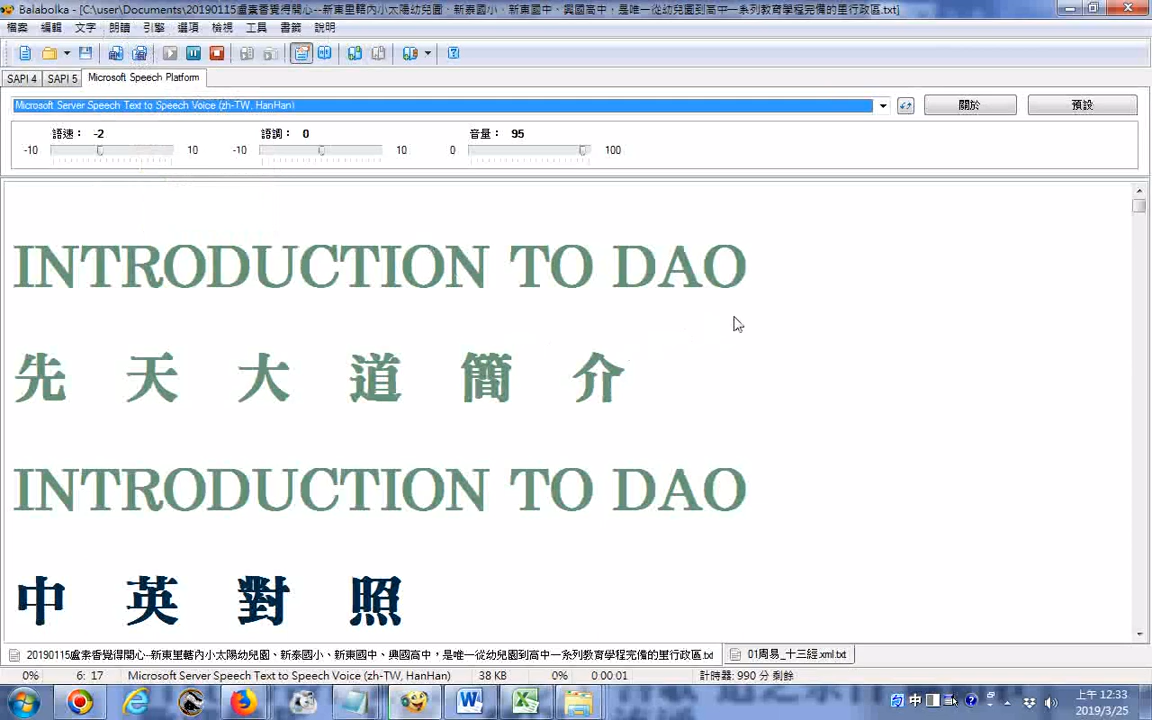 Balabolka - [C:\user\Documents\20190115盧素香覺得開心--新東里轄內小太陽幼兒園、新泰國小、新東國中、興國高中，是唯一從幼兒園到高中一系列教育學程完備的里行政區.txt]
檔案 編輯 文字 朗讀 引擎 選項 檢視 工具 書籤 說明
SAPI 4 SAPI 5 Microsoft Speech Platform
Microsoft Server Speech Text to Speech Voice (zh-TW, HanHan) 關於 預設
語速： -2 語調： 0 音量： 95
-10 10 -10 10 0 100
INTRODUCTION TO DAO
先 天 大 道 簡 介
INTRODUCTION TO DAO
中 英 對 照
20190115盧素香覺得開心--新東里轄內小太陽幼兒園、新泰國小、新東國中、興國高中，是唯一從幼兒園到高中一系列教育學程完備的里行政區.txt 01周易_十三經.xml.txt
0% 6: 17 Microsoft Server Speech Text to Speech Voice (zh-TW, HanHan) 38 KB 0% 0:00:01 計時器: 990 分 剩餘
中 上午 12:33
2019/3/25